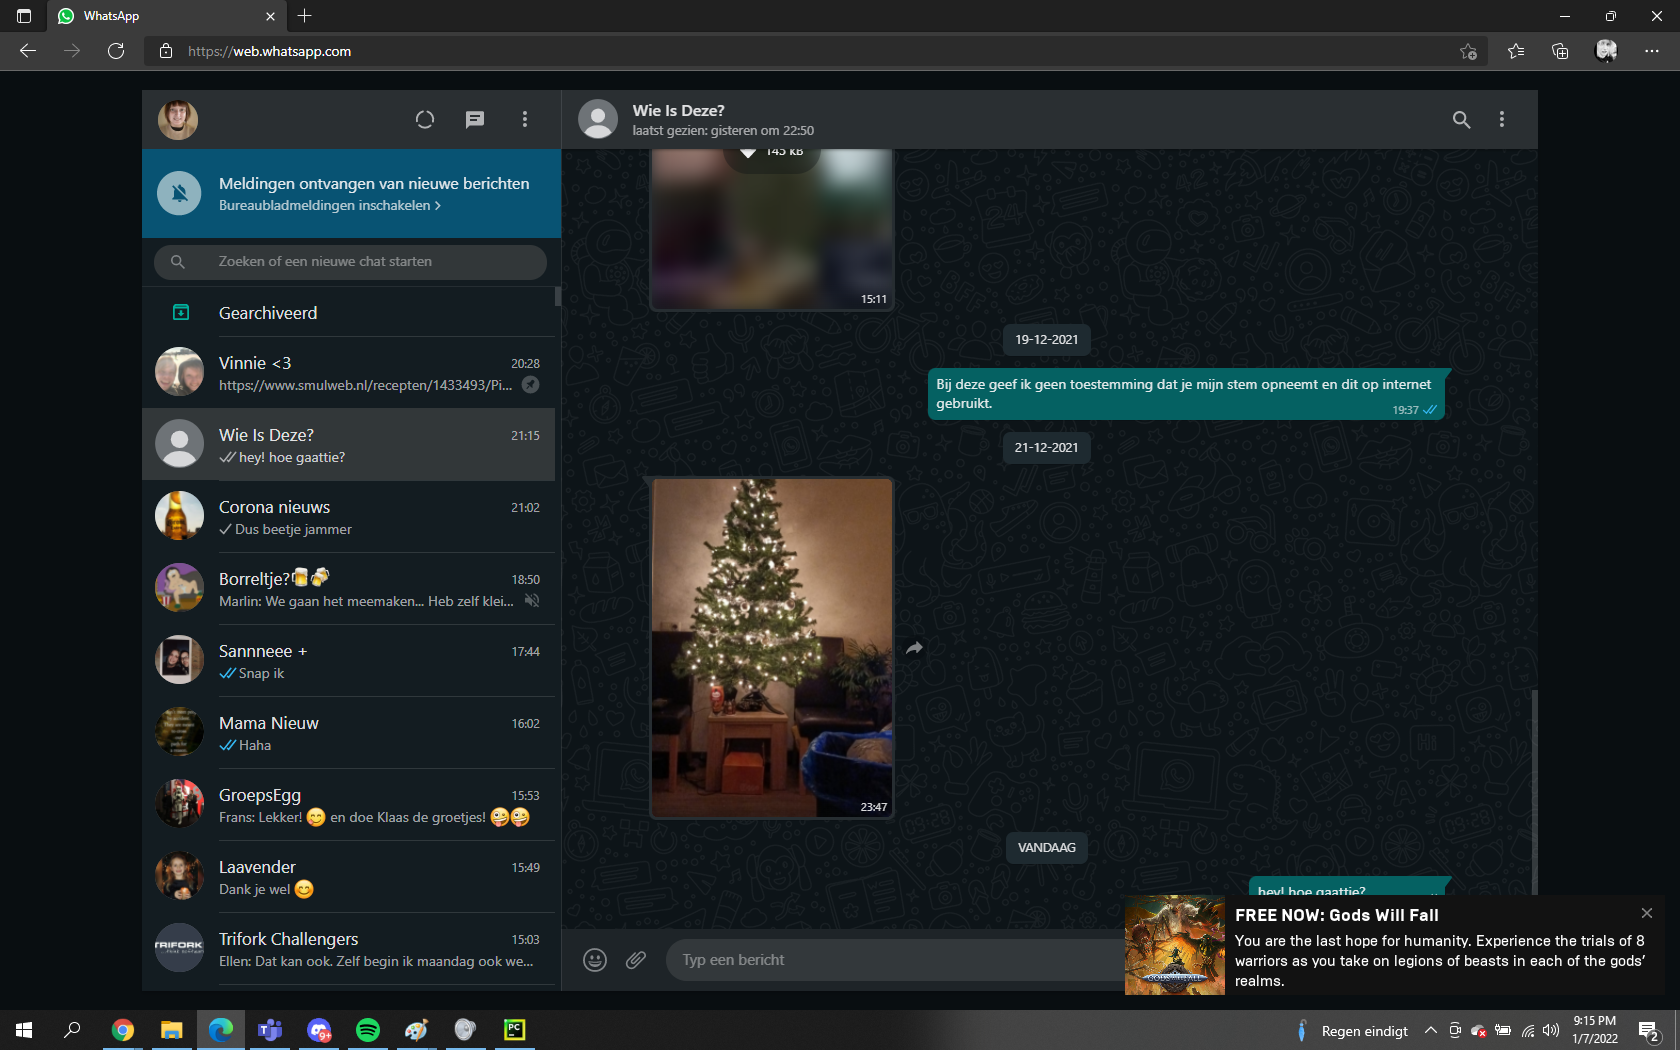 WhatsApp
https://web.whatsapp.com
Wie Is Deze?
laatst gezien: gisteren om 22:50
Meldingen ontvangen van nieuwe berichten
Bureaubladmeldingen inschakelen >
Zoeken of een nieuwe chat starten
Gearchiveerd
Vinnie <3
20:28
https://www.smulweb.nl/recepten/1433493/Pi...
Wie Is Deze?
21:15
hey! hoe gaattie?
Corona nieuws
21:02
Dus beetje jammer
Borreltje?🍺🍻
18:50
Marlin: We gaan het meemaken... Heb zelf klei...
Sannneee +
17:44
Snap ik
Mama Nieuw
16:02
Haha
GroepsEgg
15:53
Frans: Lekker! 😋 en doe Klaas de groetjes! 🤪🤪
Laavender
15:49
Dank je wel 😊
TRIFORK
Trifork Challengers
15:03
Ellen: Dat kan ook. Zelf begin ik maandag ook we...
145 kB
15:11
19-12-2021
Bij deze geef ik geen toestemming dat je mijn stem opneemt en dit op internet
gebruikt.
19:37
21-12-2021
23:47
VANDAAG
hey! hoe gaattie?
Typ een bericht
GODS WILL FALL
FREE NOW: Gods Will Fall
You are the last hope for humanity. Experience the trials of 8
warriors as you take on legions of beasts in each of the gods'
realms.
9+
PC
Regen eindigt
9:15 PM
1/7/2022
2